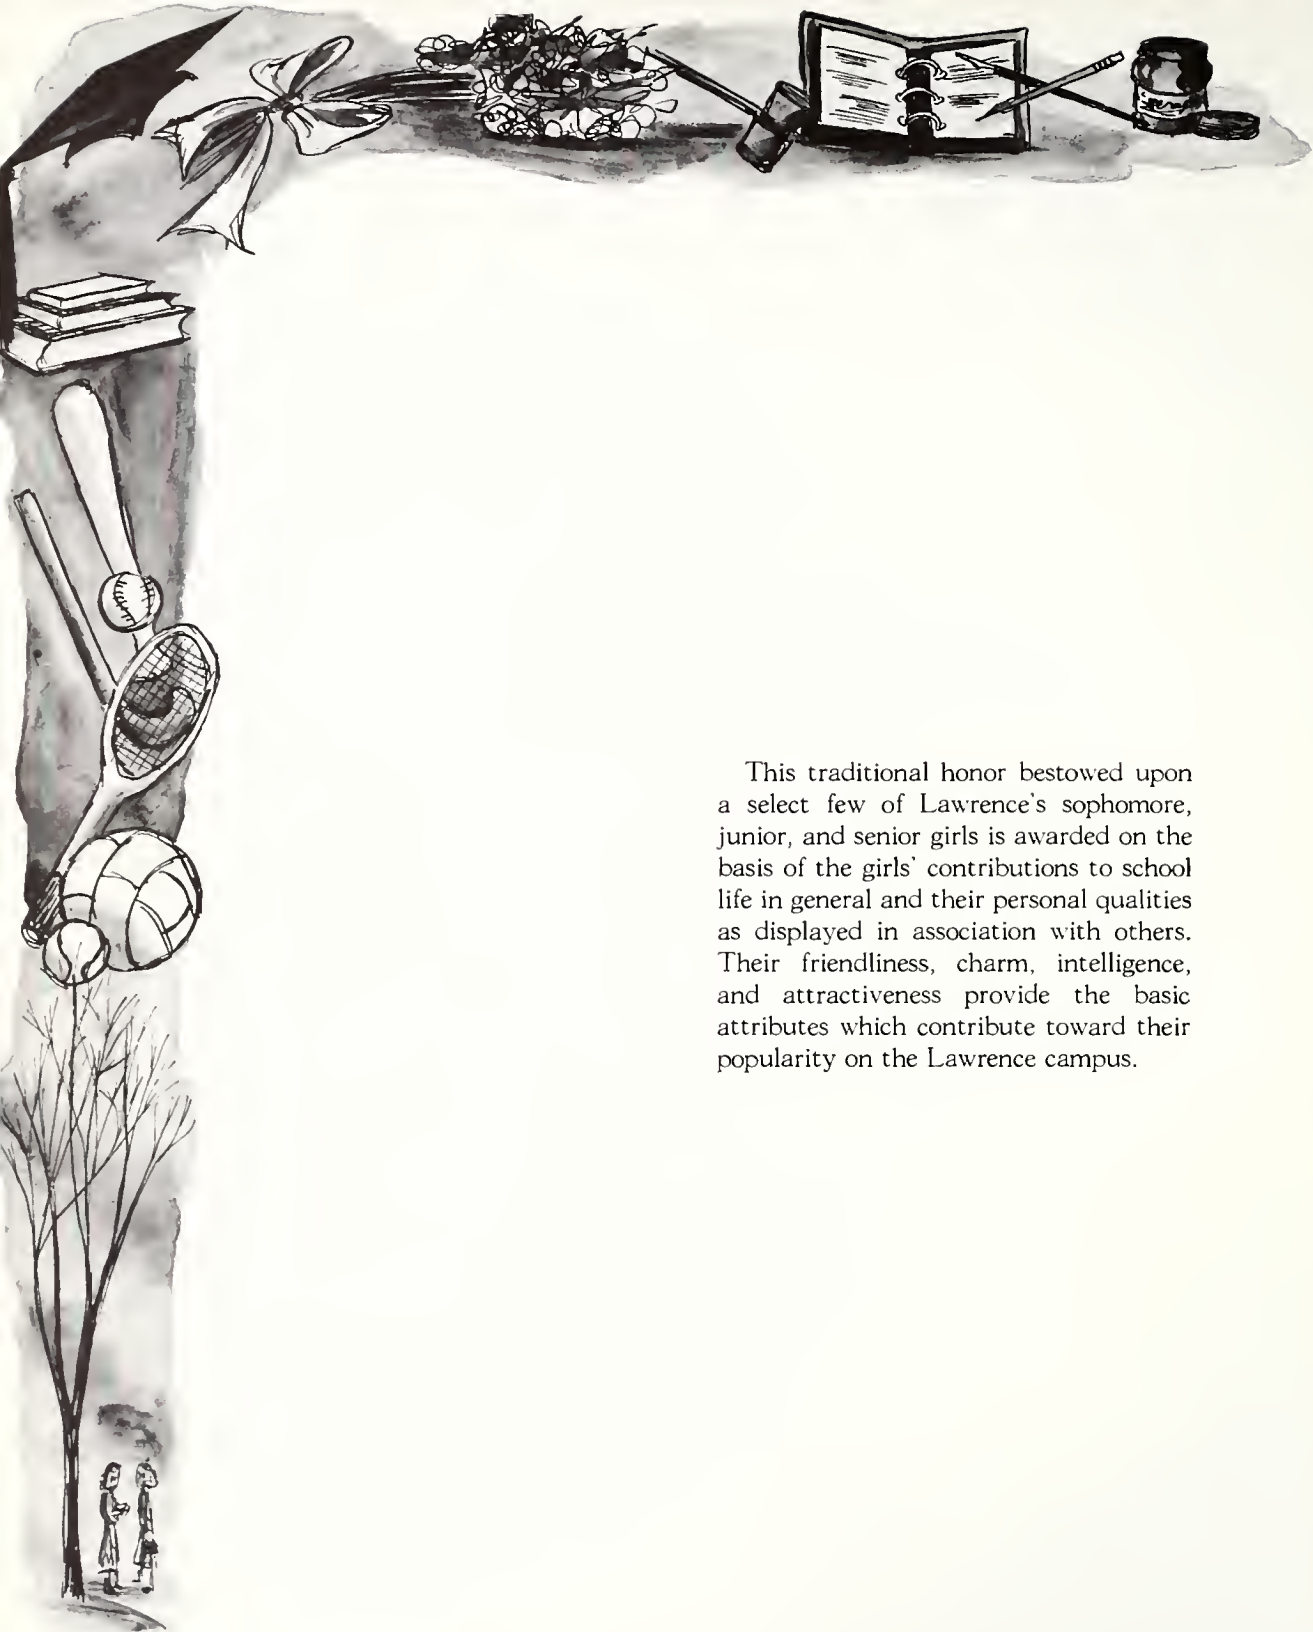 This traditional honor bestowed upon
a select few of Lawrence's sophomore,
junior, and senior girls is awarded on the
basis of the girls' contributions to school
life in general and their personal qualities
as displayed in association with others.
Their friendliness, charm, intelligence,
and attractiveness provide the basic
attributes which contribute toward their
popularity on the Lawrence campus.